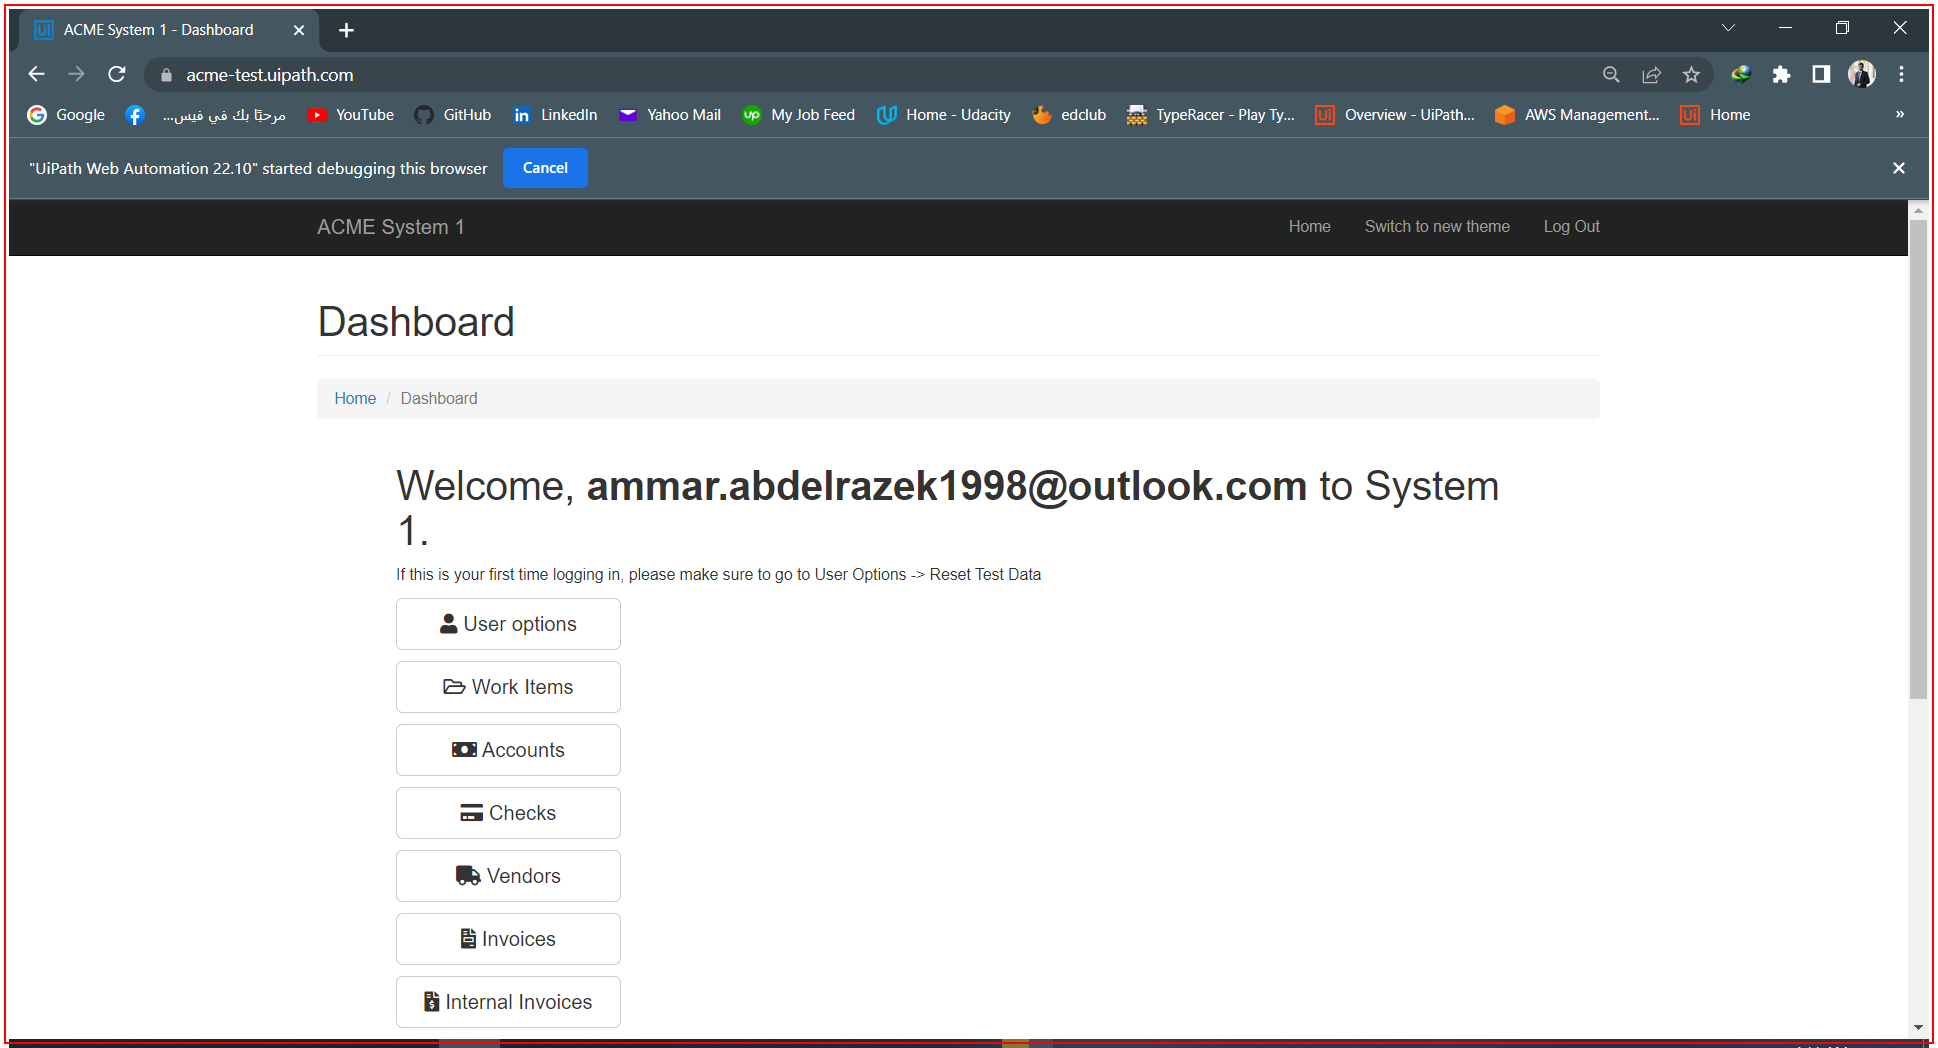 ACME System 1 - Dashboard
acme-test.uipath.com
Google مرحبًا بك في فيس... YouTube GitHub LinkedIn Yahoo Mail My Job Feed Home - Udacity edclub TypeRacer - Play Ty... Overview - UiPath... AWS Management... Home »
"UiPath Web Automation 22.10" started debugging this browser Cancel
ACME System 1 Home Switch to new theme Log Out
Dashboard
Home / Dashboard
Welcome, ammar.abdelrazek1998@outlook.com to System
1.
If this is your first time logging in, please make sure to go to User Options -> Reset Test Data
User options
Work Items
Accounts
Checks
Vendors
Invoices
Internal Invoices